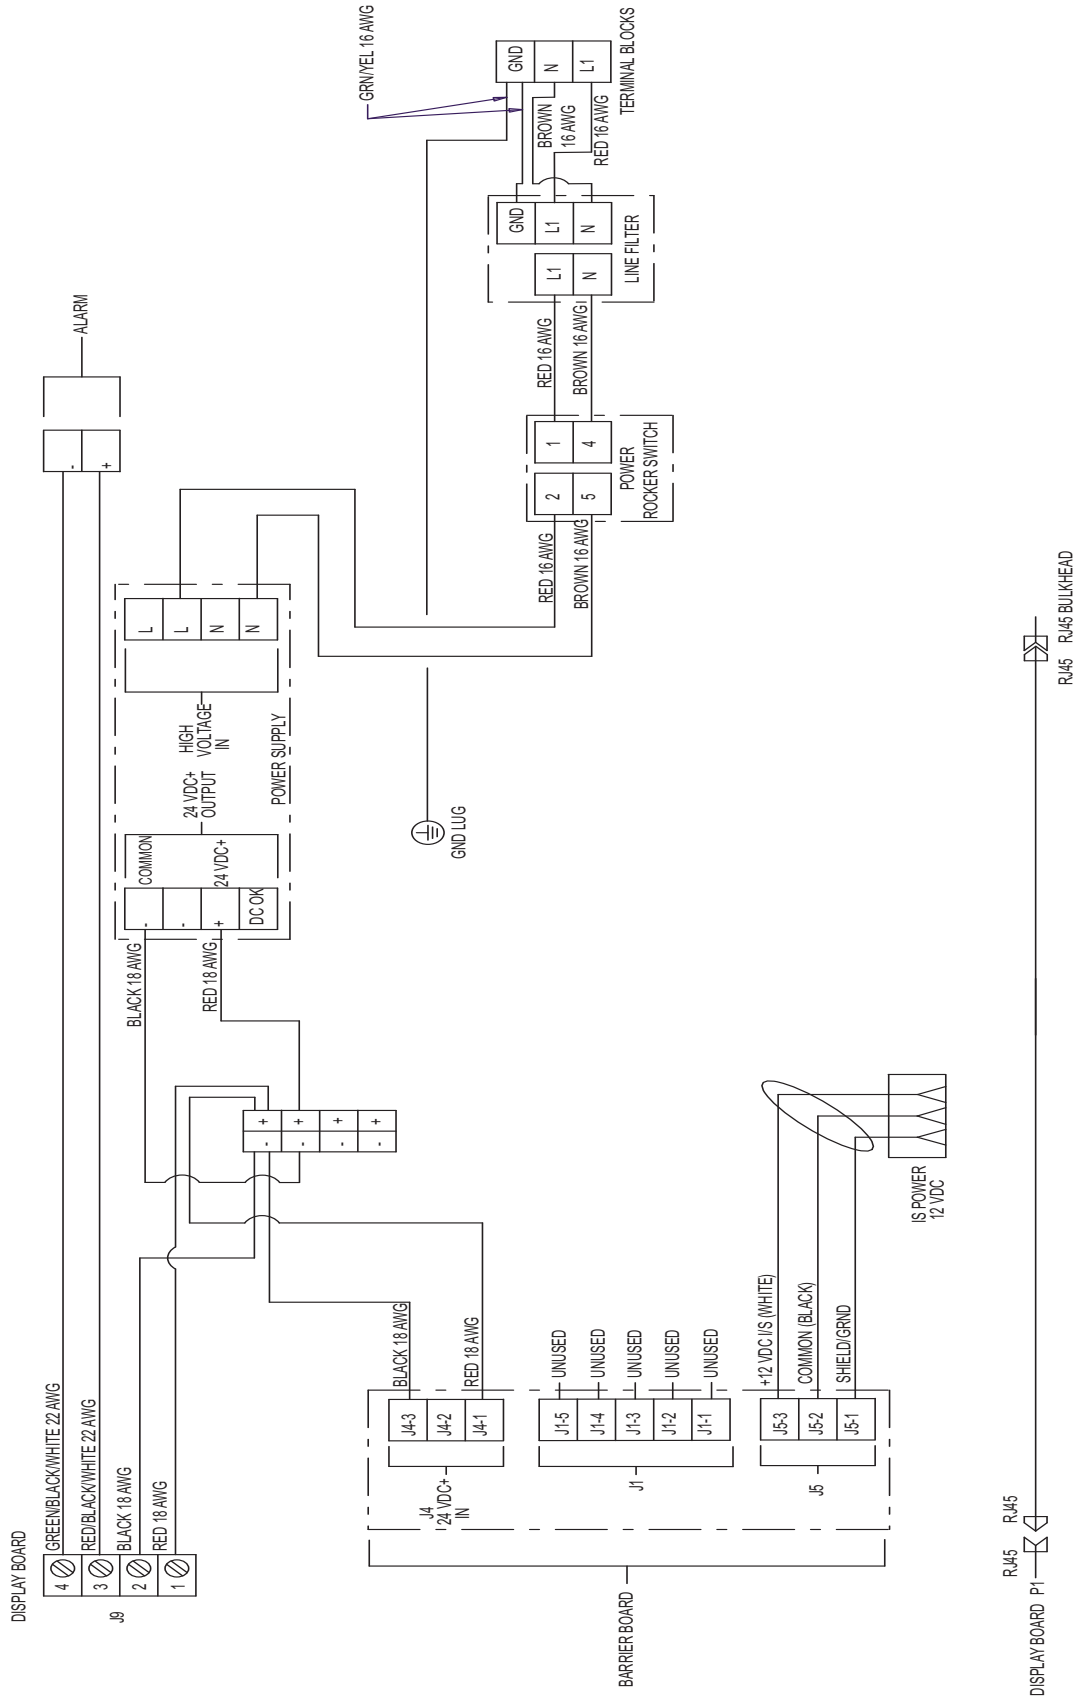 DISPLAY BOARD
J9
4
3
2
1
GREEN/BLACK/WHITE 22 AWG
RED/BLACK/WHITE 22 AWG
BLACK 18 AWG
RED 18 AWG
-
+
ALARM
BLACK 18 AWG
RED 18 AWG
-
-
+
DC OK
COMMON
24 VDC+
24 VDC+
OUTPUT
HIGH
VOLTAGE
IN
POWER SUPPLY
L
L
N
N
- +
- +
- +
- +
GND LUG
GRN/YEL 16 AWG
GND
N
L1
TERMINAL BLOCKS
BROWN
16 AWG
RED 16 AWG
GND
L1
N
L1
N
LINE FILTER
RED 16 AWG
BROWN 16 AWG
1
4
2
5
POWER
ROCKER SWITCH
RED 16 AWG
BROWN 16 AWG
BARRIER BOARD
J4
24 VDC+
IN
J4-3
J4-2
J4-1
BLACK 18 AWG
RED 18 AWG
J1
J1-5
J1-4
J1-3
J1-2
J1-1
UNUSED
UNUSED
UNUSED
UNUSED
UNUSED
J5
J5-3
J5-2
J5-1
+12 VDC I/S (WHITE)
COMMON (BLACK)
SHIELD/GRND
IS POWER
12 VDC
DISPLAY BOARD P1
RJ45
RJ45
RJ45
RJ45 BULKHEAD